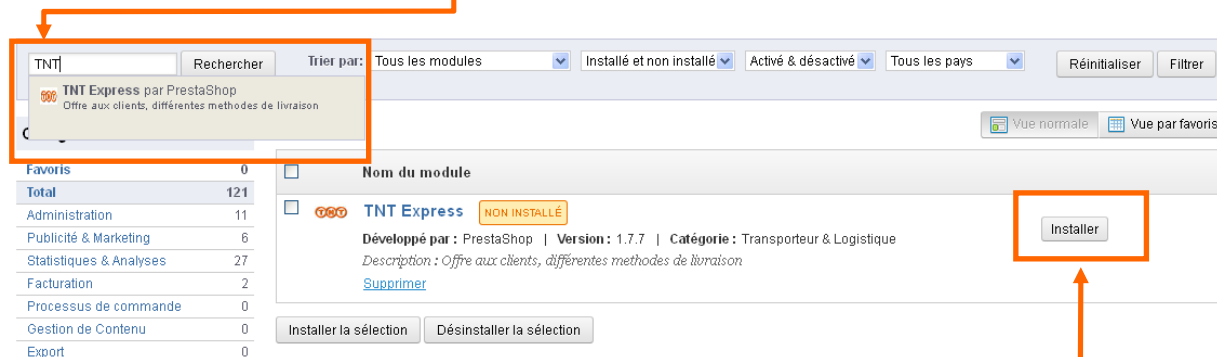 TNT Rechercher Trier par: Tous les modules Installé et non installé Activé & désactivé Tous les pays Réinitialiser Filtrer
TNT Express par PrestaShop
Offre aux clients, différentes methodes de livraison
Vue normale Vue par favoris
Favoris 0
Nom du module
Total 121
Administration 11
TNT TNT Express NON INSTALLÉ
Installer
Publicité & Marketing 6
Développé par : PrestaShop | Version : 1.7.7 | Catégorie : Transporteur & Logistique
Statistiques & Analyses 27
Description : Offre aux clients, différentes methodes de livraison
Facturation 2
Supprimer
Processus de commande 0
Gestion de Contenu 0
Installer la sélection Désinstaller la sélection
Export 0